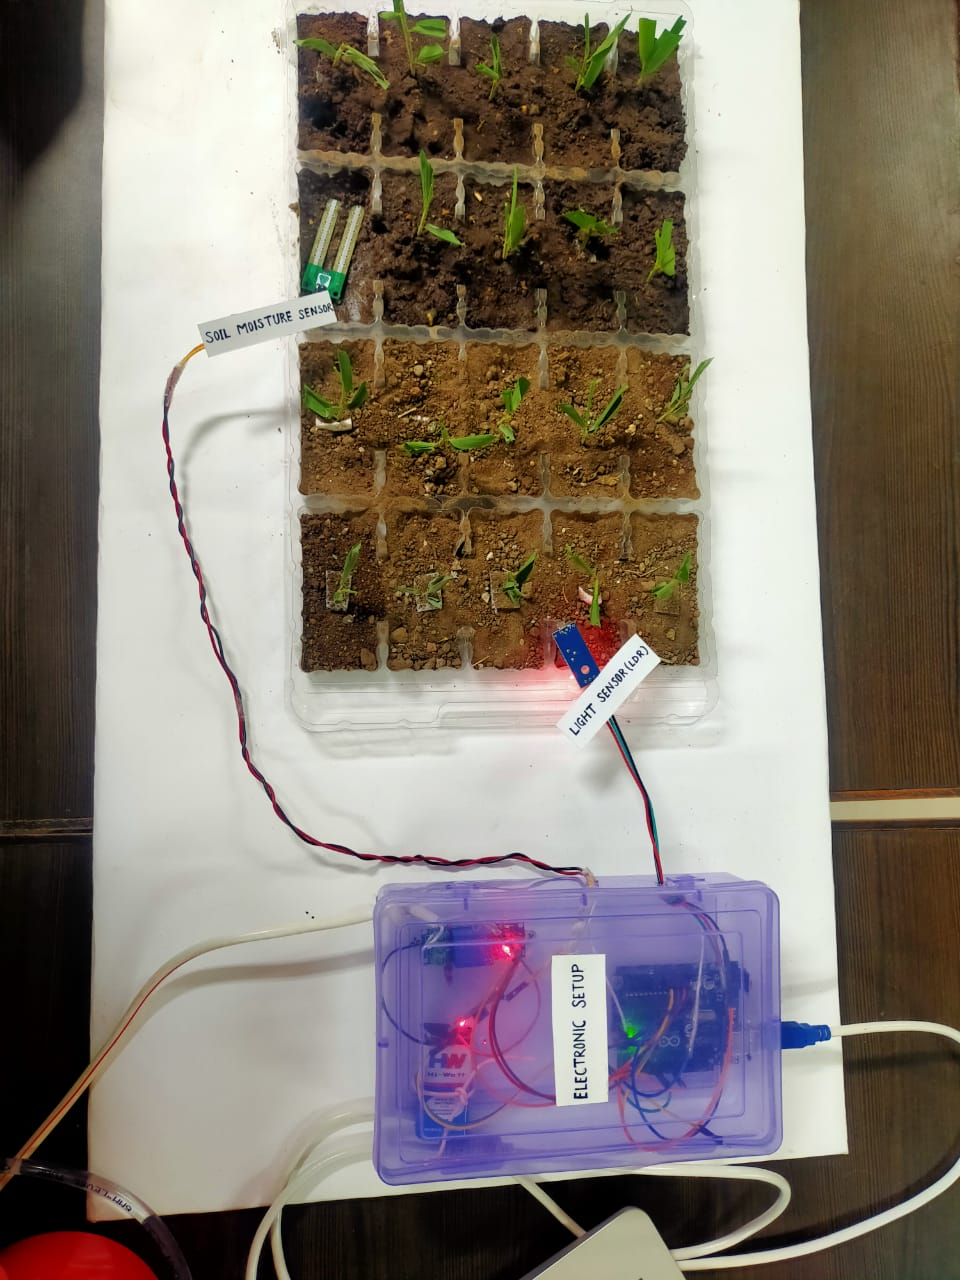 SOIL MOISTURE SENSOR
LIGHT SENSOR(LDR)
ELECTRONIC SETUP
HW
Hi-Watt